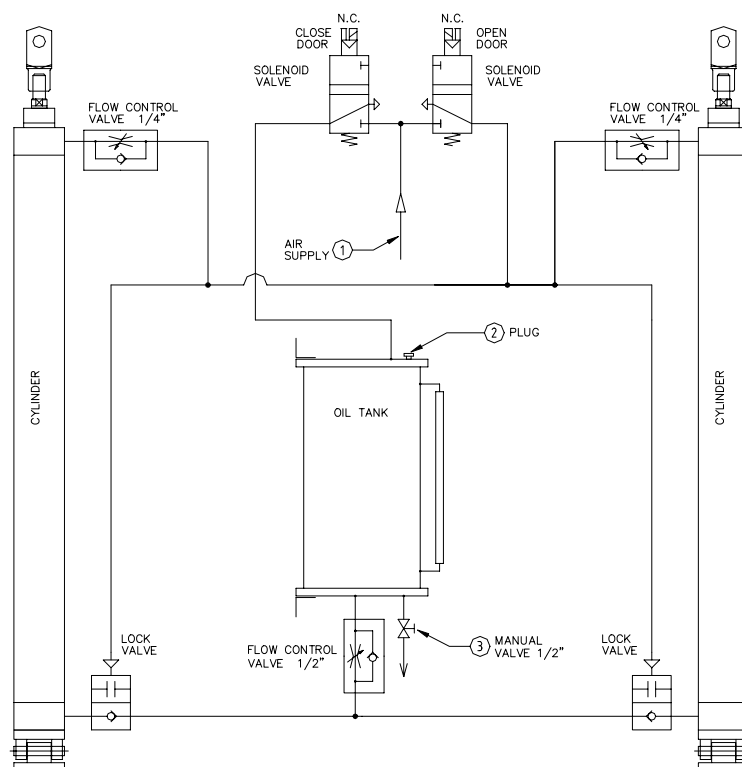 N.C.
CLOSE
DOOR
N.C.
OPEN
DOOR
SOLENOID
VALVE
SOLENOID
VALVE
FLOW CONTROL
VALVE 1/4"
FLOW CONTROL
VALVE 1/4"
AIR
SUPPLY
1
2 PLUG
CYLINDER
OIL TANK
CYLINDER
LOCK
VALVE
FLOW CONTROL
VALVE 1/2"
3 MANUAL
VALVE 1/2"
LOCK
VALVE